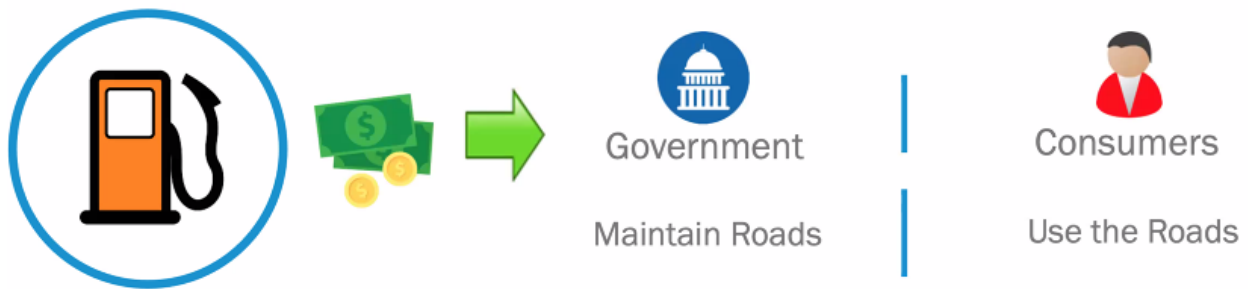 Government
Consumers
Maintain Roads
Use the Roads